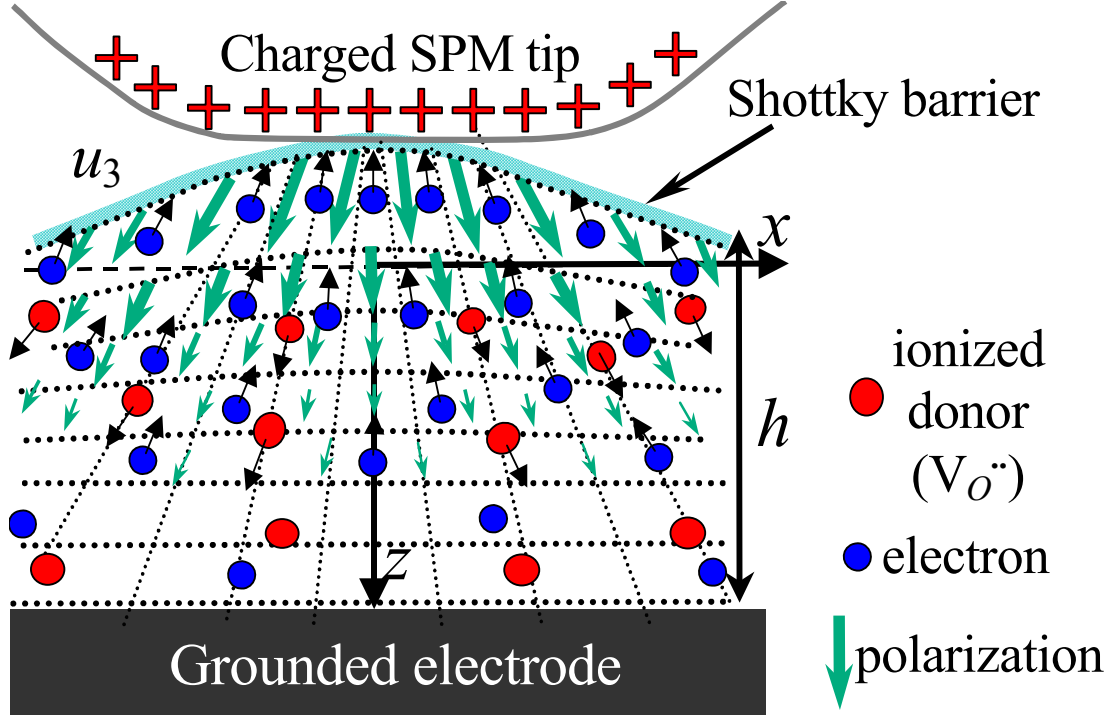 Charged SPM tip
Shottky barrier
u3
x
ionized
donor
(VO¨)
h
electron
z
polarization
Grounded electrode